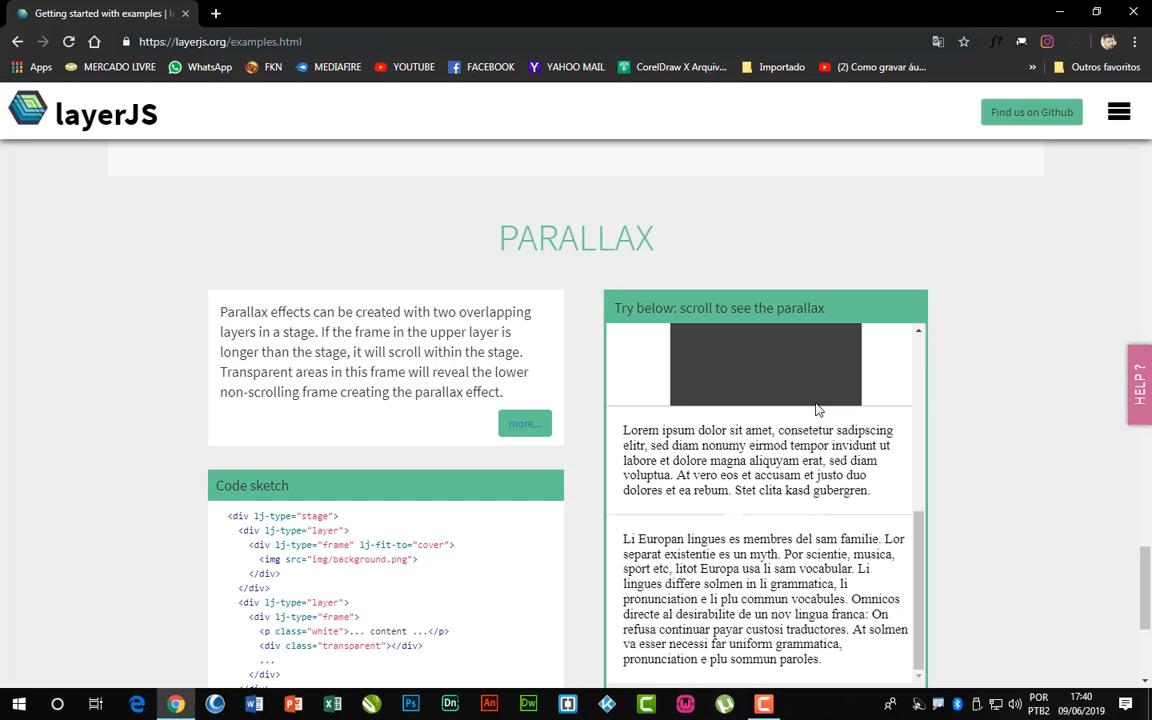 Getting started with examples | l
https://layerjs.org/examples.html
f?
Apps MERCADO LIVRE WhatsApp FKN MEDIAFIRE YOUTUBE FACEBOOK YAHOO MAIL CorelDraw X Arquiv... Importado (2) Como gravar áu... » Outros favoritos
layerJS
Find us on Github
PARALLAX
Parallax effects can be created with two overlapping
layers in a stage. If the frame in the upper layer is
longer than the stage, it will scroll within the stage.
Transparent areas in this frame will reveal the lower
non-scrolling frame creating the parallax effect.
more...
Code sketch
<div lj-type="stage">
<div lj-type="layer">
<div lj-type="frame" lj-fit-to="cover">
<img src="img/background.png">
</div>
</div>
<div lj-type="layer">
<div lj-type="frame">
<p class="white">... content ...</p>
<div class="transparent"></div>
...
</div>
Try below: scroll to see the parallax
Lorem ipsum dolor sit amet, consetetur sadipscing
elitr, sed diam nonumy eirmod tempor invidunt ut
labore et dolore magna aliquyam erat, sed diam
voluptua. At vero eos et accusam et justo duo
dolores et ea rebum. Stet clita kasd gubergren.
Li Europan lingues es membres del sam familie. Lor
separat existentie es un myth. Por scientie, musica,
sport etc, litot Europa usa li sam vocabular. Li
lingues differe solmen in li grammatica, li
pronunciation e li plu commun vocabules. Omnicos
directe al desirabilite de un nov lingua franca: On
refusa continuar payar custosi traductores. At solmen
va esser necessi far uniform grammatica,
pronunciation e plu sommun paroles.
HELP ?
Ps Dn An Dw
POR
PTB2
17:40
09/06/2019